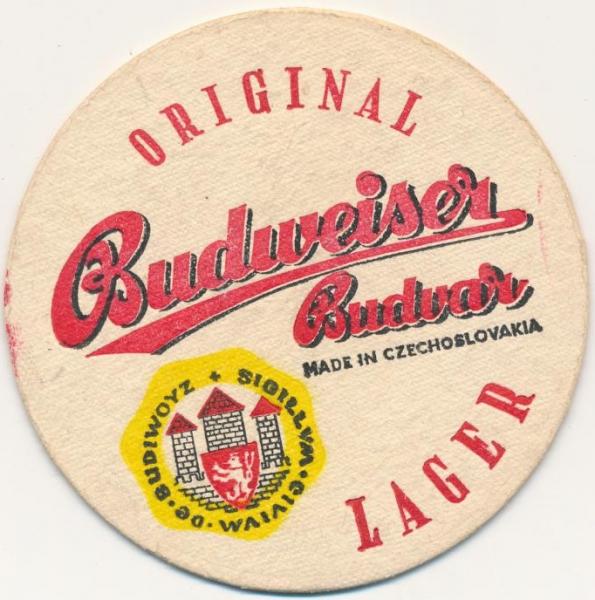 ORIGINAL
Budweiser
Budvar
MADE IN CZECHOSLOVAKIA
SIGILLVM • CIVIVM • DE • BUDIWOYZ +
LAGER